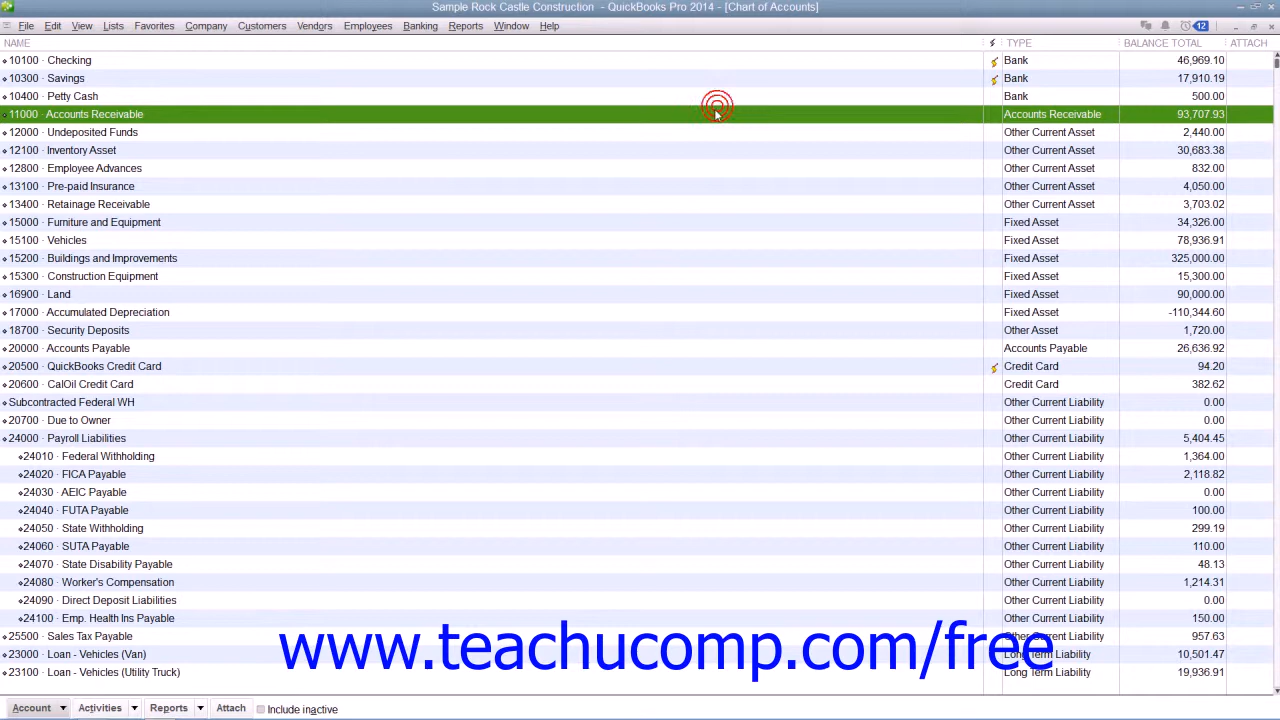 Sample Rock Castle Construction - QuickBooks Pro 2014 - [Chart of Accounts]
File Edit View Lists Favorites Company Customers Vendors Employees Banking Reports Window Help 12
NAME TYPE BALANCE TOTAL ATTACH
10100 · Checking Bank 46,969.10
10300 · Savings Bank 17,910.19
10400 · Petty Cash Bank 500.00
11000 · Accounts Receivable Accounts Receivable 93,707.93
12000 · Undeposited Funds Other Current Asset 2,440.00
12100 · Inventory Asset Other Current Asset 30,683.38
12800 · Employee Advances Other Current Asset 832.00
13100 · Pre-paid Insurance Other Current Asset 4,050.00
13400 · Retainage Receivable Other Current Asset 3,703.02
15000 · Furniture and Equipment Fixed Asset 34,326.00
15100 · Vehicles Fixed Asset 78,936.91
15200 · Buildings and Improvements Fixed Asset 325,000.00
15300 · Construction Equipment Fixed Asset 15,300.00
16900 · Land Fixed Asset 90,000.00
17000 · Accumulated Depreciation Fixed Asset -110,344.60
18700 · Security Deposits Other Asset 1,720.00
20000 · Accounts Payable Accounts Payable 26,636.92
20500 · QuickBooks Credit Card Credit Card 94.20
20600 · CalOil Credit Card Credit Card 382.62
Subcontracted Federal WH Other Current Liability 0.00
20700 · Due to Owner Other Current Liability 0.00
24000 · Payroll Liabilities Other Current Liability 5,404.45
24010 · Federal Withholding Other Current Liability 1,364.00
24020 · FICA Payable Other Current Liability 2,118.82
24030 · AEIC Payable Other Current Liability 0.00
24040 · FUTA Payable Other Current Liability 100.00
24050 · State Withholding Other Current Liability 299.19
24060 · SUTA Payable Other Current Liability 110.00
24070 · State Disability Payable Other Current Liability 48.13
24080 · Worker's Compensation Other Current Liability 1,214.31
24090 · Direct Deposit Liabilities Other Current Liability 0.00
24100 · Emp. Health Ins Payable Other Current Liability 150.00
25500 · Sales Tax Payable Other Current Liability 957.63
www.teachucomp.com/free
23000 · Loan - Vehicles (Van) Long Term Liability 10,501.47
23100 · Loan - Vehicles (Utility Truck) Long Term Liability 19,936.91
Account Activities Reports Attach Include inactive